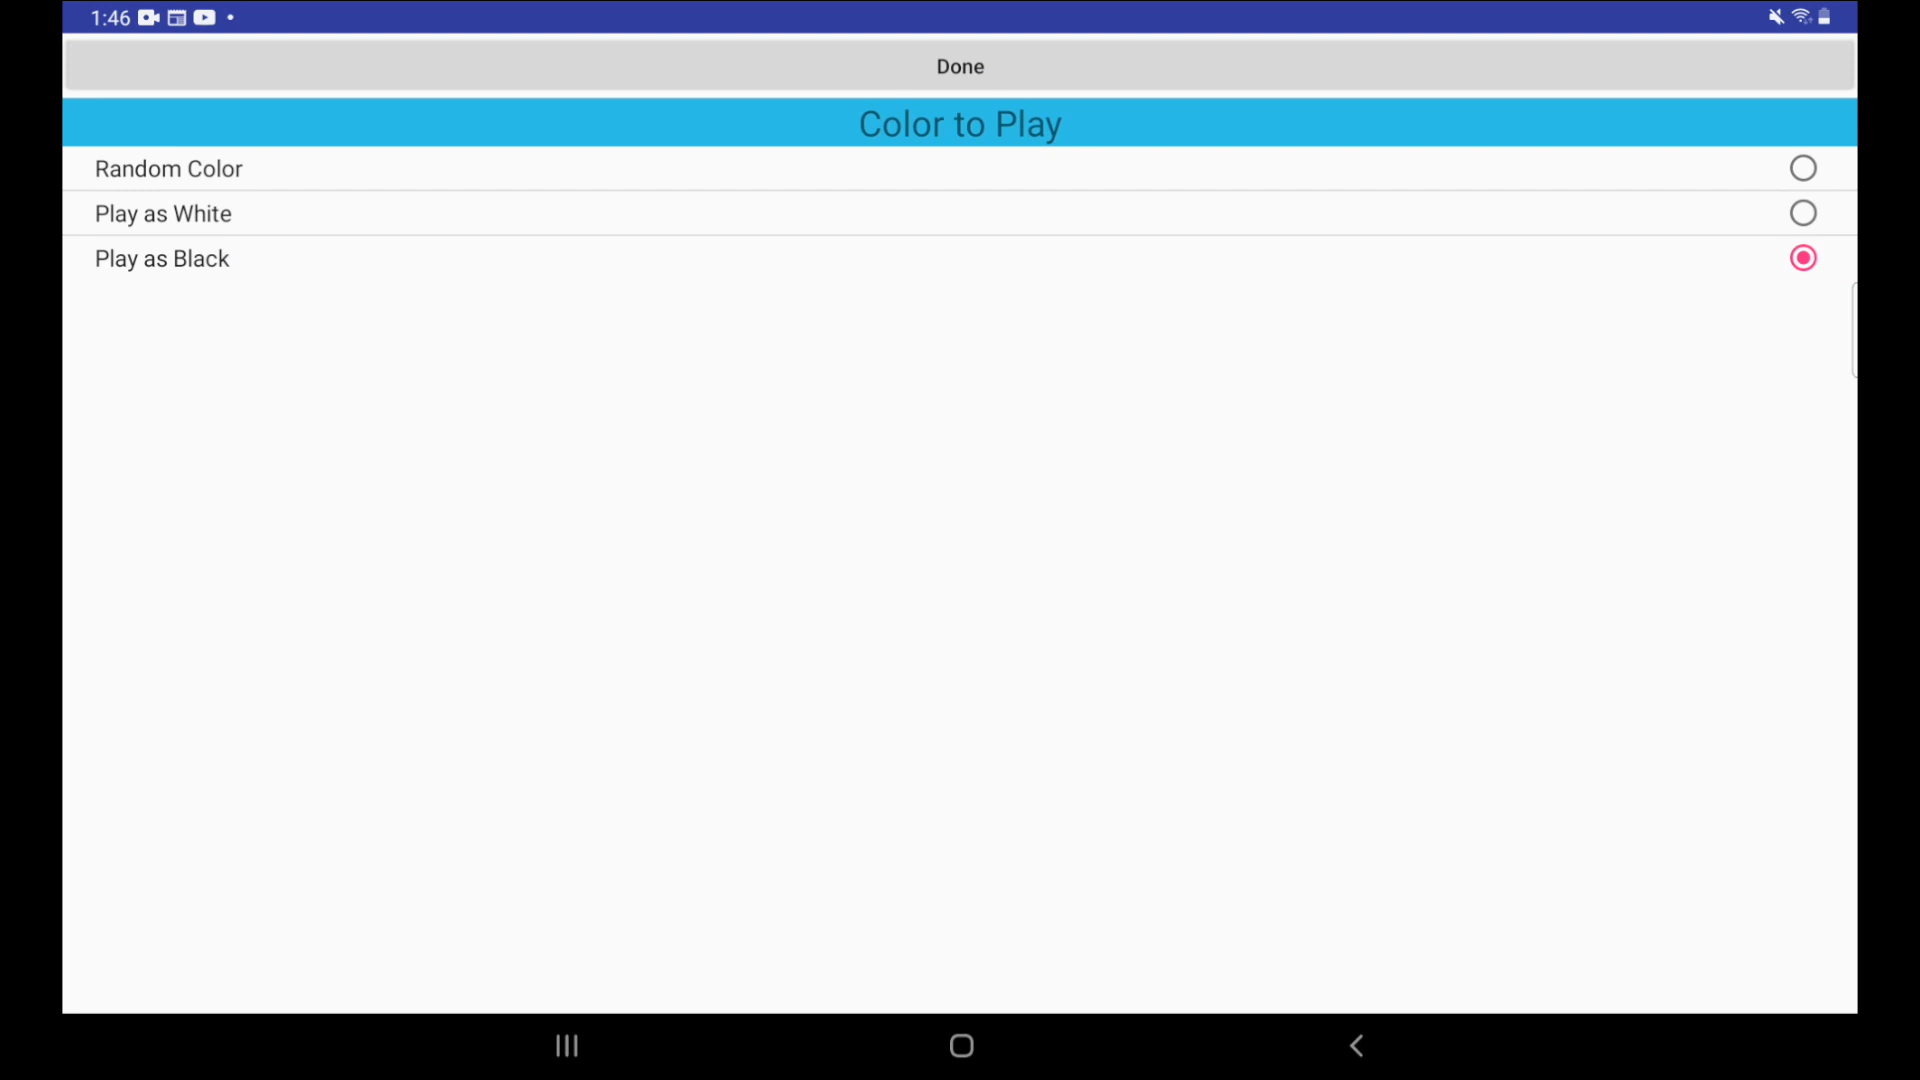 1:46
Done
Color to Play
Random Color
Play as White
Play as Black